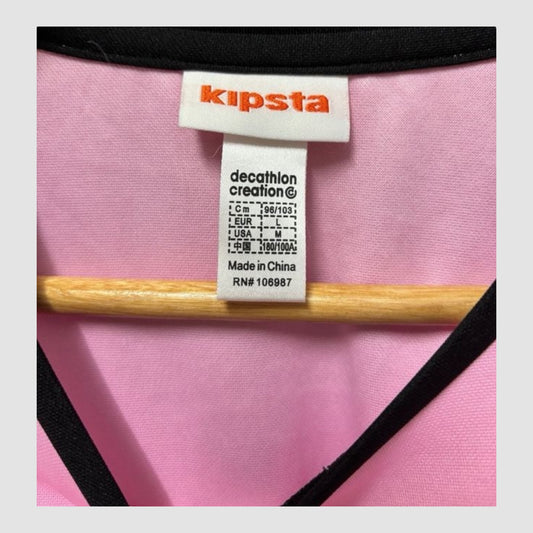 kipsta
decathlon
creation
Cm 96/103
EUR L
USA M
中国 180/100A
Made in China
RN# 106987